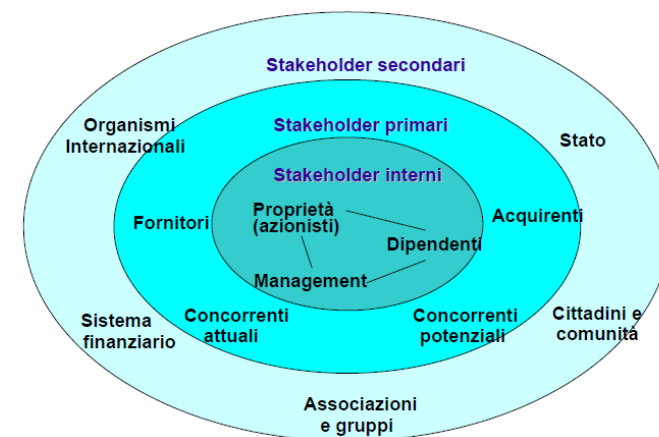 Stakeholder secondari
Organismi
Internazionali
Stakeholder primari
Stato
Stakeholder interni
Proprietà
(azionisti)
Fornitori
Acquirenti
Dipendenti
Management
Sistema
finanziario
Concorrenti
attuali
Concorrenti
potenziali
Cittadini e
comunità
Associazioni
e gruppi